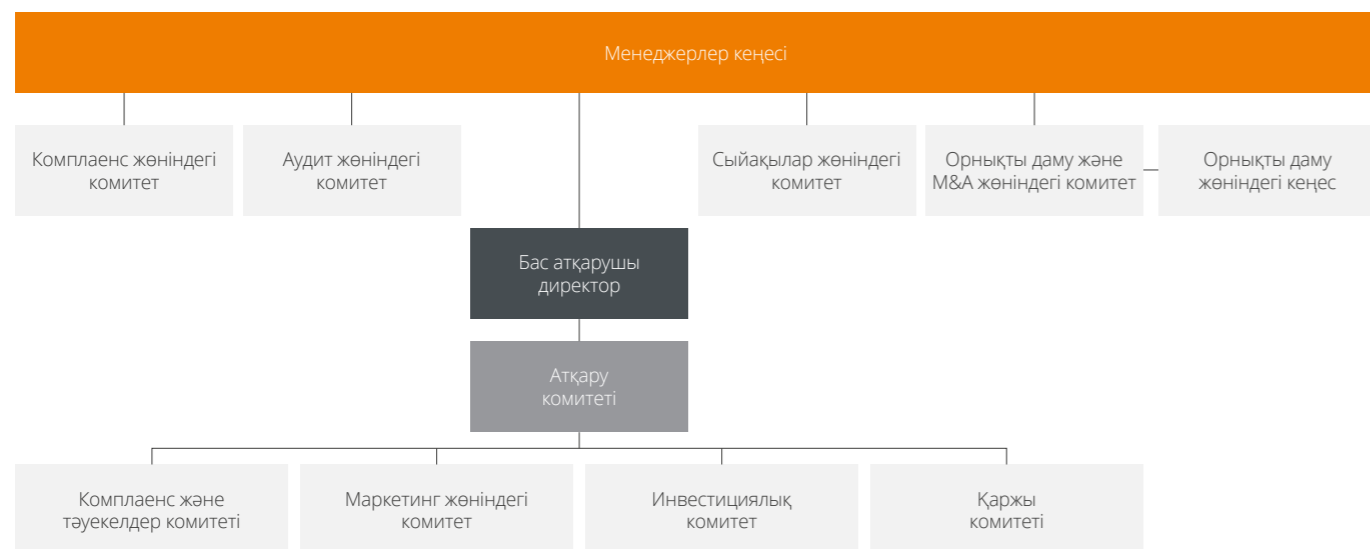 Менеджерлер кеңесі
Комплаенс жөніндегі
комитет
Аудит жөніндегі
комитет
Сыйақылар жөніндегі
комитет
Орнықты даму және
M&A жөніндегі комитет
Орнықты даму
жөніндегі кеңес
Бас атқарушы
директор
Атқару
комитеті
Комплаенс және
тәуекелдер комитеті
Маркетинг жөніндегі
комитет
Инвестициялық
комитет
Қаржы
комитеті